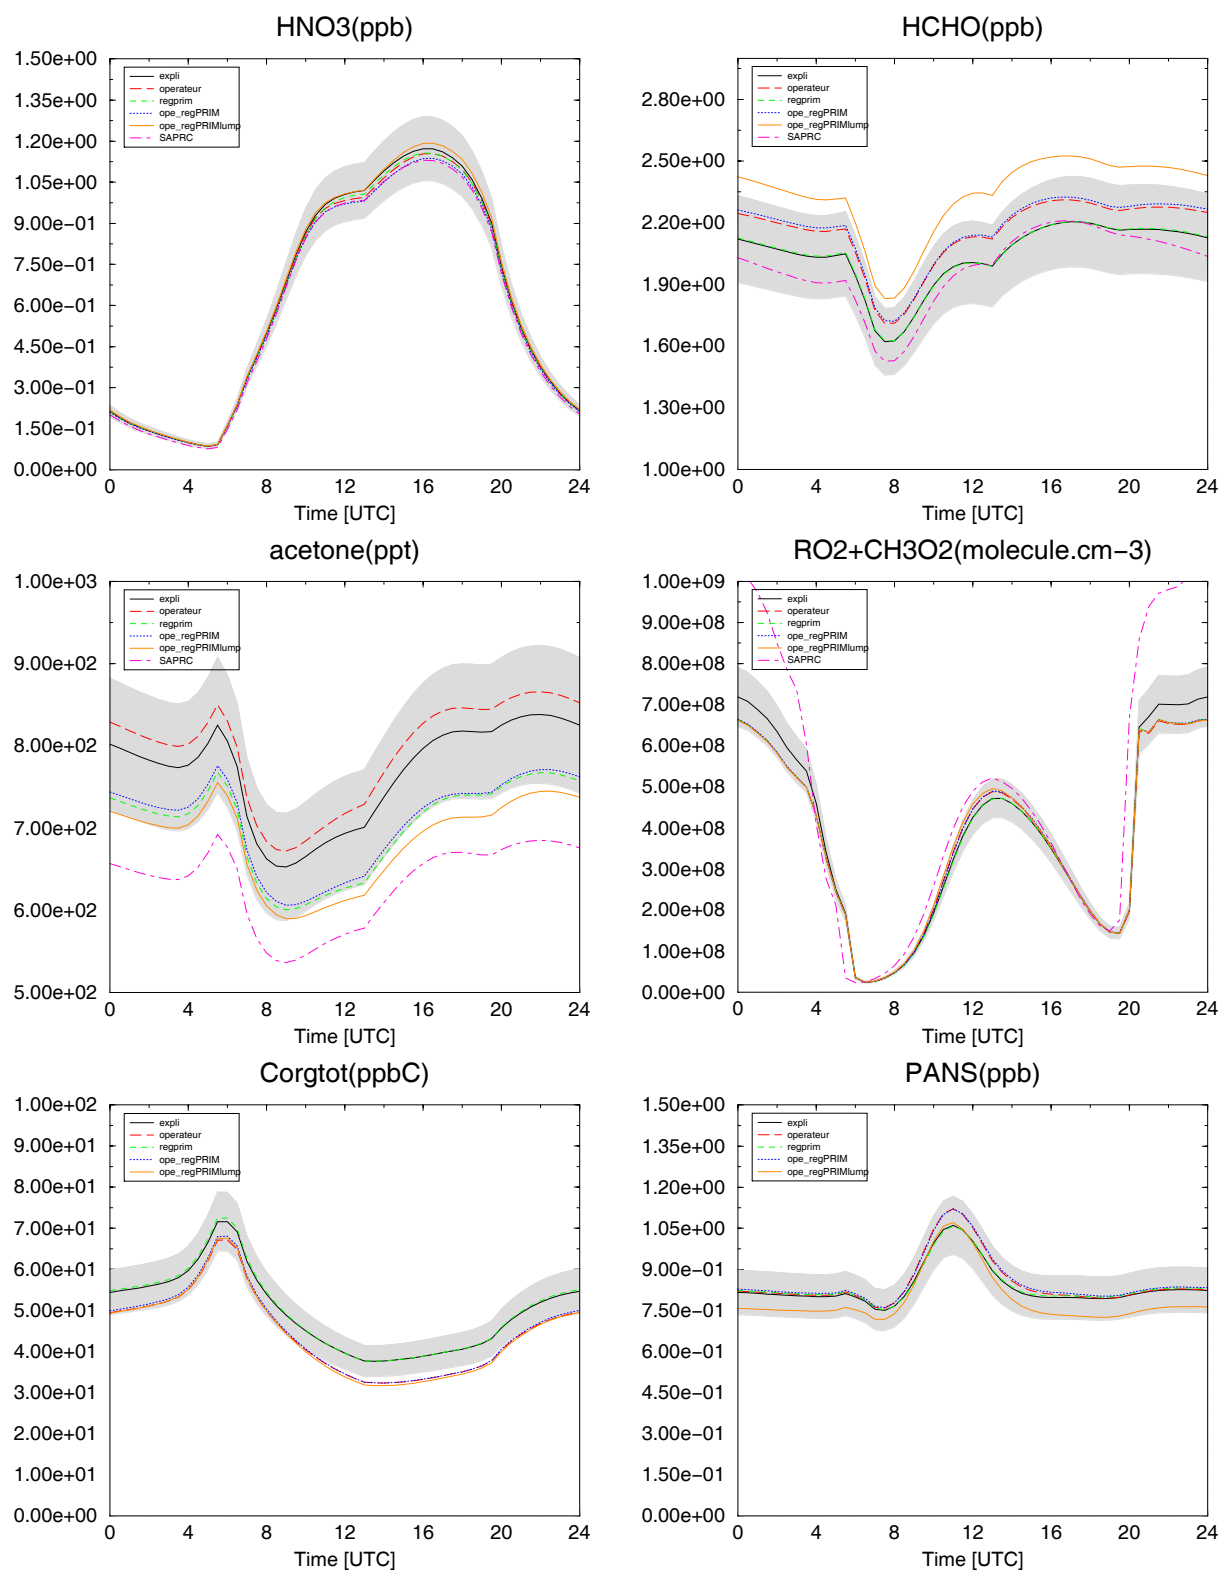 HNO3(ppb)
1.50e+00
1.35e+00
1.20e+00
1.05e+00
9.00e−01
7.50e−01
6.00e−01
4.50e−01
3.00e−01
1.50e−01
0.00e+00
expli
operateur
regprim
ope_regPRIM
ope_regPRIMlump
SAPRC
0 4 8 12 16 20 24
Time [UTC]
HCHO(ppb)
2.80e+00
2.50e+00
2.20e+00
1.90e+00
1.60e+00
1.30e+00
1.00e+00
expli
operateur
regprim
ope_regPRIM
ope_regPRIMlump
SAPRC
0 4 8 12 16 20 24
Time [UTC]
acetone(ppt)
1.00e+03
9.00e+02
8.00e+02
7.00e+02
6.00e+02
5.00e+02
expli
operateur
regprim
ope_regPRIM
ope_regPRIMlump
SAPRC
0 4 8 12 16 20 24
Time [UTC]
RO2+CH3O2(molecule.cm−3)
1.00e+09
9.00e+08
8.00e+08
7.00e+08
6.00e+08
5.00e+08
4.00e+08
3.00e+08
2.00e+08
1.00e+08
0.00e+00
expli
operateur
regprim
ope_regPRIM
ope_regPRIMlump
SAPRC
0 4 8 12 16 20 24
Time [UTC]
Corgtot(ppbC)
1.00e+02
9.00e+01
8.00e+01
7.00e+01
6.00e+01
5.00e+01
4.00e+01
3.00e+01
2.00e+01
1.00e+01
0.00e+00
expli
operateur
regprim
ope_regPRIM
ope_regPRIMlump
0 4 8 12 16 20 24
Time [UTC]
PANS(ppb)
1.50e+00
1.35e+00
1.20e+00
1.05e+00
9.00e−01
7.50e−01
6.00e−01
4.50e−01
3.00e−01
1.50e−01
0.00e+00
expli
operateur
regprim
ope_regPRIM
ope_regPRIMlump
0 4 8 12 16 20 24
Time [UTC]